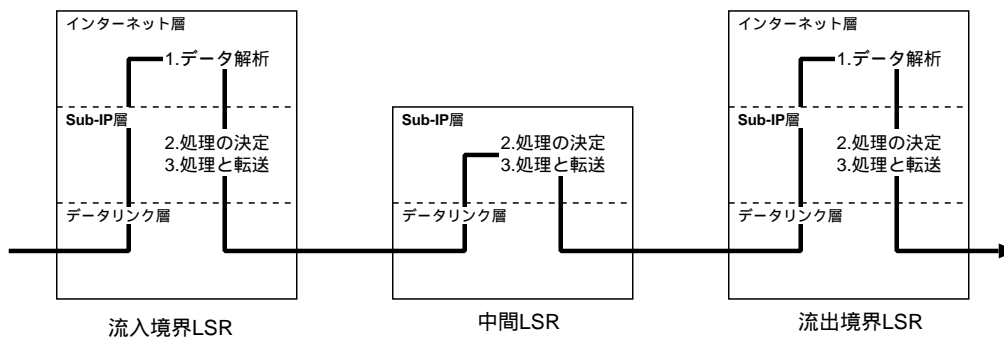 インターネット層
1.データ解析
Sub-IP層
2.処理の決定
3.処理と転送
データリンク層
流入境界LSR
Sub-IP層
2.処理の決定
3.処理と転送
データリンク層
中間LSR
インターネット層
1.データ解析
Sub-IP層
2.処理の決定
3.処理と転送
データリンク層
流出境界LSR